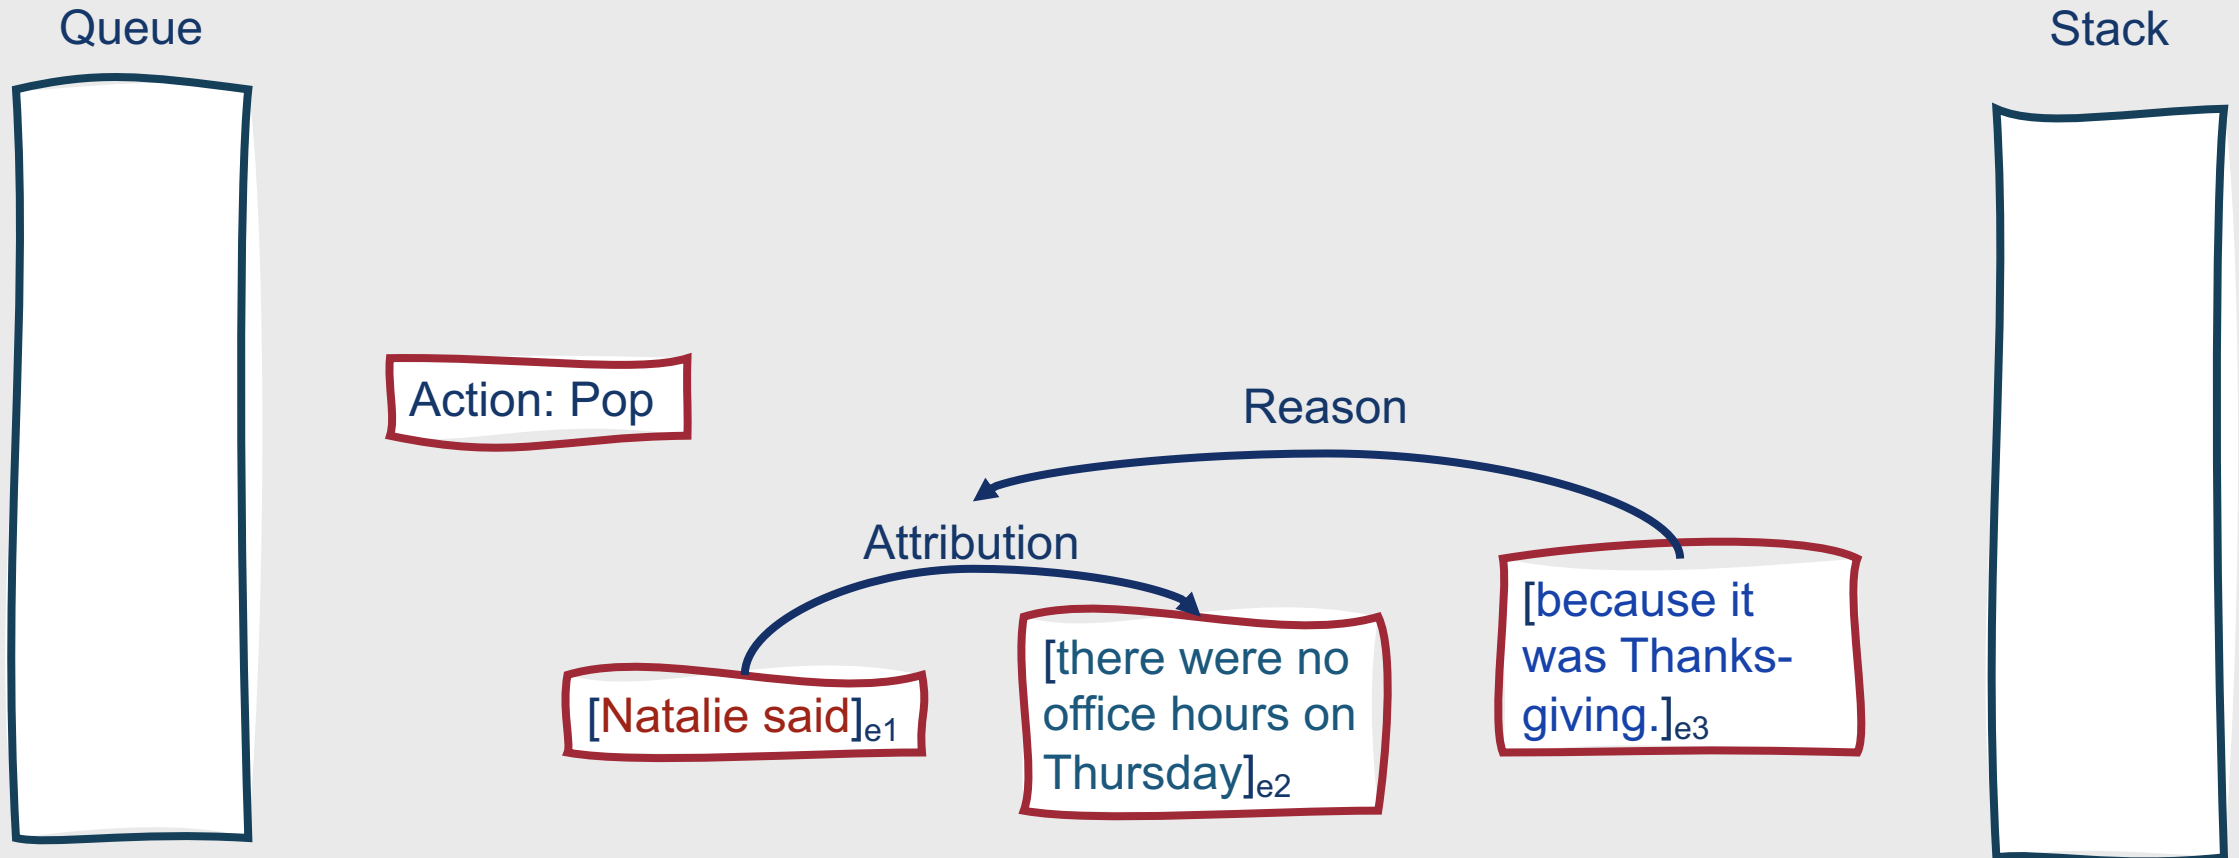 Queue
Stack
Action: Pop
Reason
Attribution
[Natalie said]e1
[there were no
office hours on
Thursday]e2
[because it
was Thanks-
giving.]e3